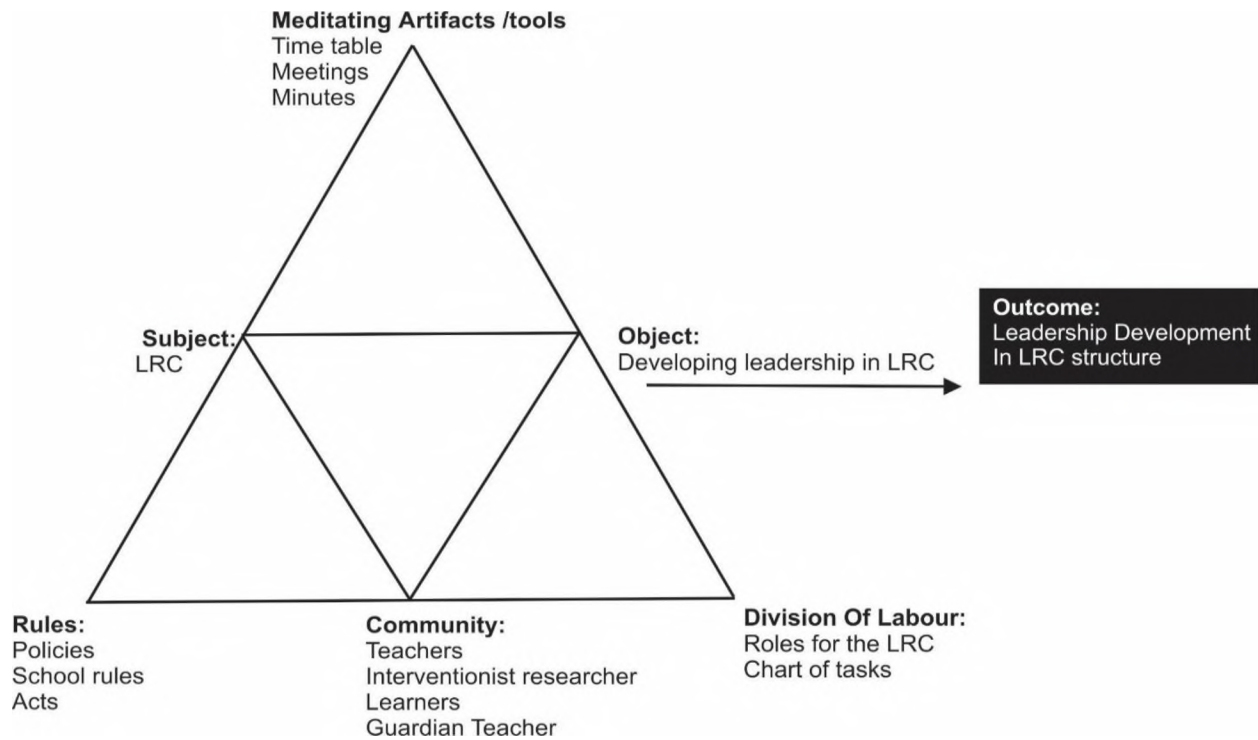 Meditating Artifacts /tools
Time table
Meetings
Minutes
Subject:
LRC
Object:
Developing leadership in LRC
Outcome:
Leadership Development
In LRC structure
Rules:
Policies
School rules
Acts
Community:
Teachers
Interventionist researcher
Learners
Guardian Teacher
Division Of Labour:
Roles for the LRC
Chart of tasks